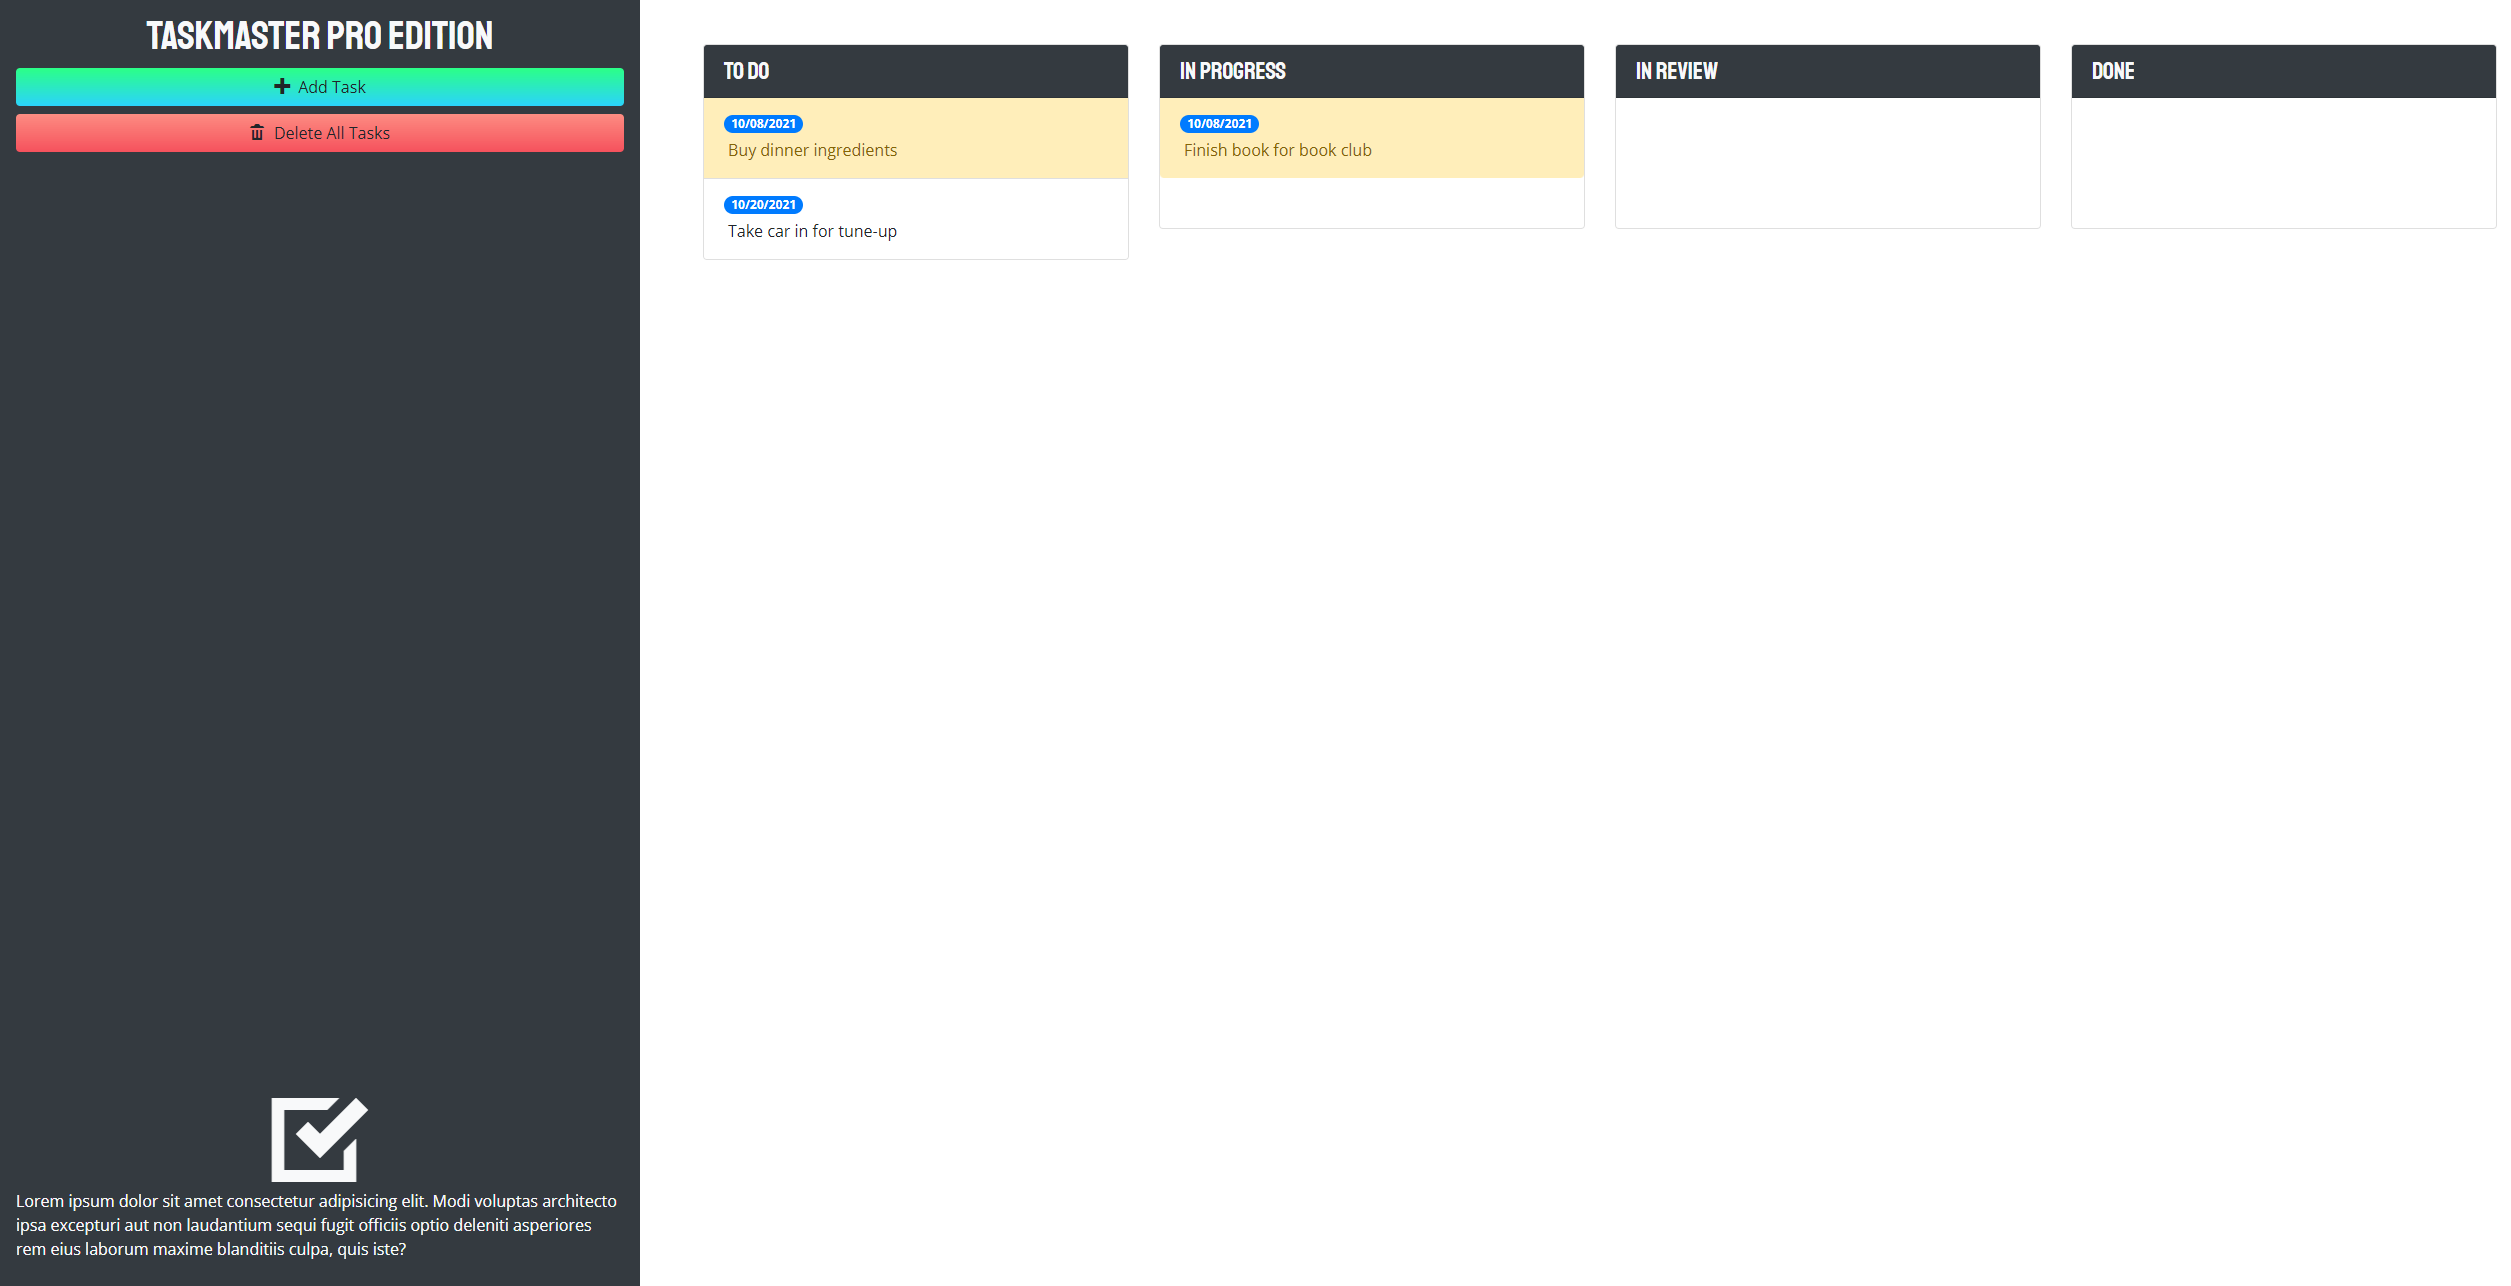 TASKMASTER PRO EDITION
Add Task
Delete All Tasks
TO DO
10/08/2021
Buy dinner ingredients
10/20/2021
Take car in for tune-up
IN PROGRESS
10/08/2021
Finish book for book club
IN REVIEW
DONE
Lorem ipsum dolor sit amet consectetur adipisicing elit. Modi voluptas architecto
ipsa excepturi aut non laudantium sequi fugit officiis optio deleniti asperiores
rem eius laborum maxime blanditiis culpa, quis iste?